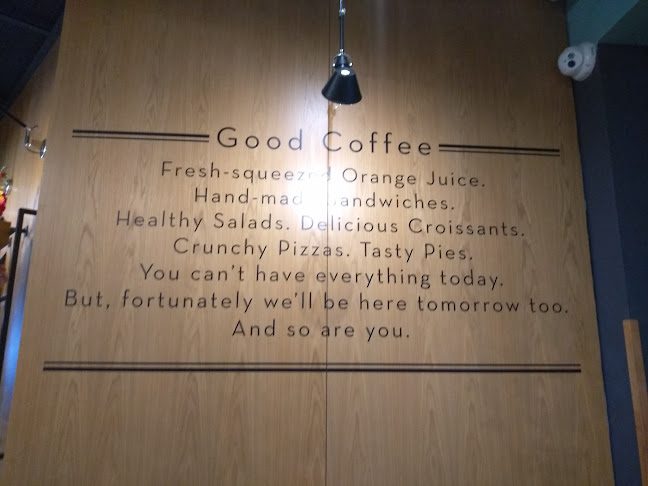 Good Coffee
Fresh-squeezed Orange Juice.
Hand-mad Sandwiches.
Healthy Salads. Delicious Croissants.
Crunchy Pizzas. Tasty Pies.
You can't have everything today.
But, fortunately we'll be here tomorrow too.
And so are you.